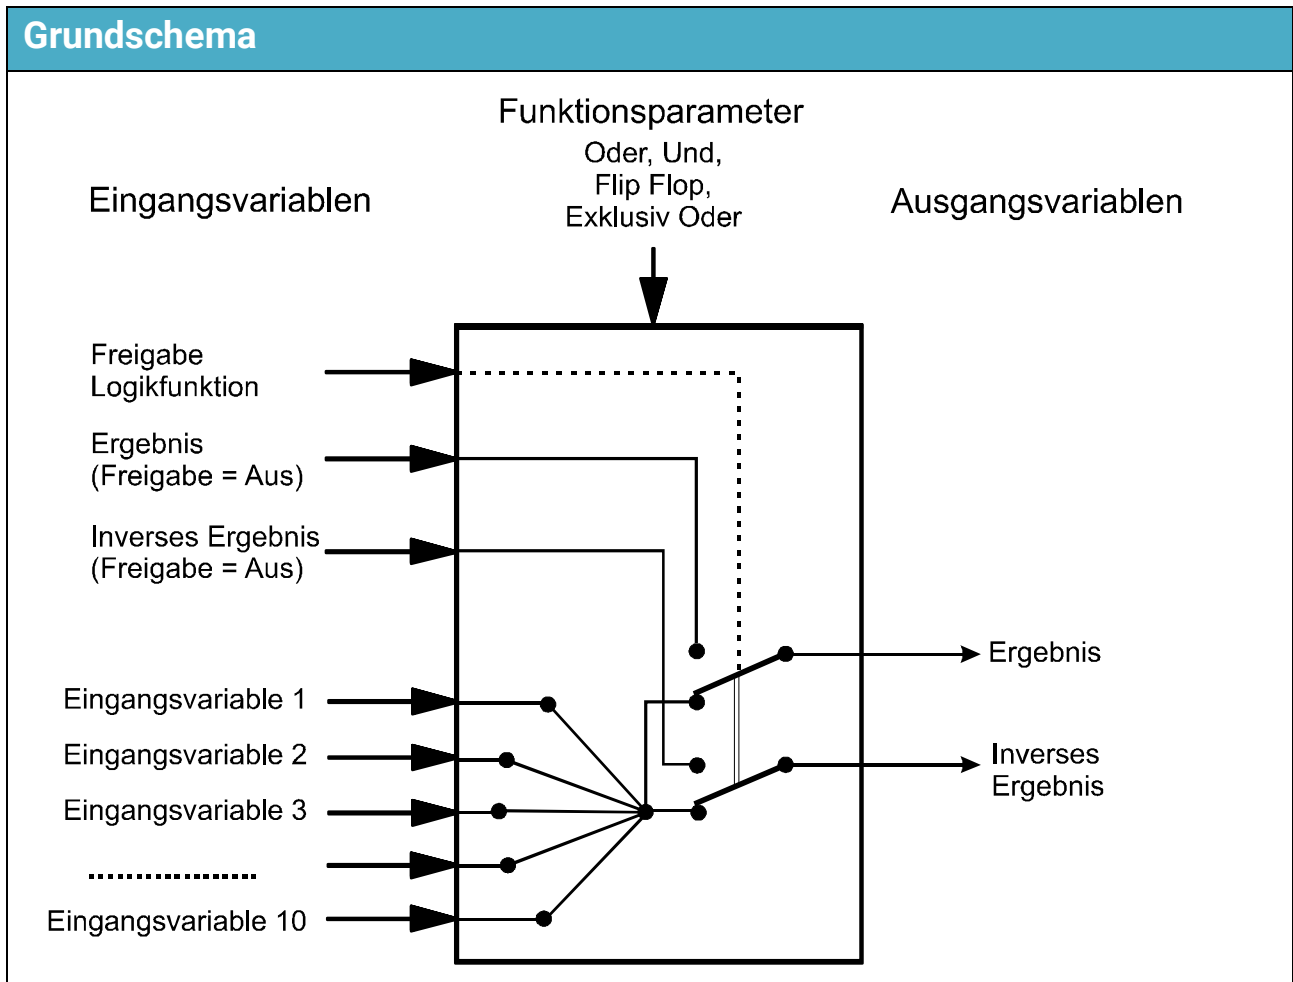 Grundschema
Funktionsparameter
Oder, Und,
Flip Flop,
Exklusiv Oder
Eingangsvariablen
Ausgangsvariablen
Freigabe
Logikfunktion
Ergebnis
(Freigabe = Aus)
Inverses Ergebnis
(Freigabe = Aus)
Eingangsvariable 1
Eingangsvariable 2
Eingangsvariable 3
Eingangsvariable 10
Ergebnis
Inverses
Ergebnis